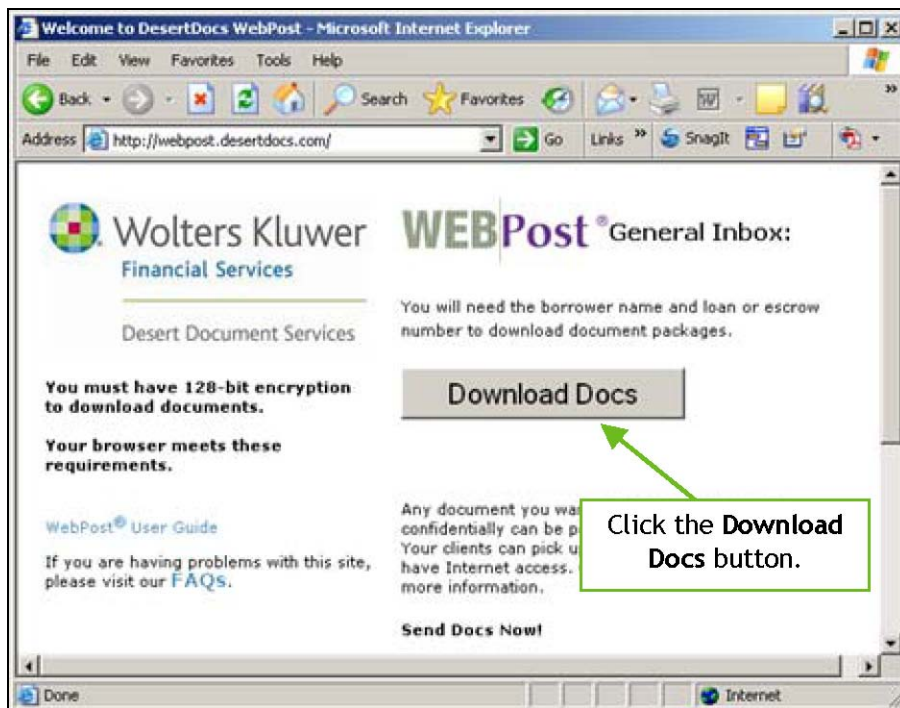 Welcome to DesertDocs WebPost - Microsoft Internet Explorer
File Edit View Favorites Tools Help
Back Search Favorites
Address http://webpost.desertdocs.com/ Go Links SnagIt
Wolters Kluwer
Financial Services
Desert Document Services
You must have 128-bit encryption
to download documents.
Your browser meets these
requirements.
WebPost® User Guide
If you are having problems with this site,
please visit our FAQs.
WEBPost® General Inbox:
You will need the borrower name and loan or escrow
number to download document packages.
Download Docs
Any document you
confidentially can be
Your clients can pick
have Internet access.
more information.
Send Docs Now!
Click the Download
Docs button.
Done Internet